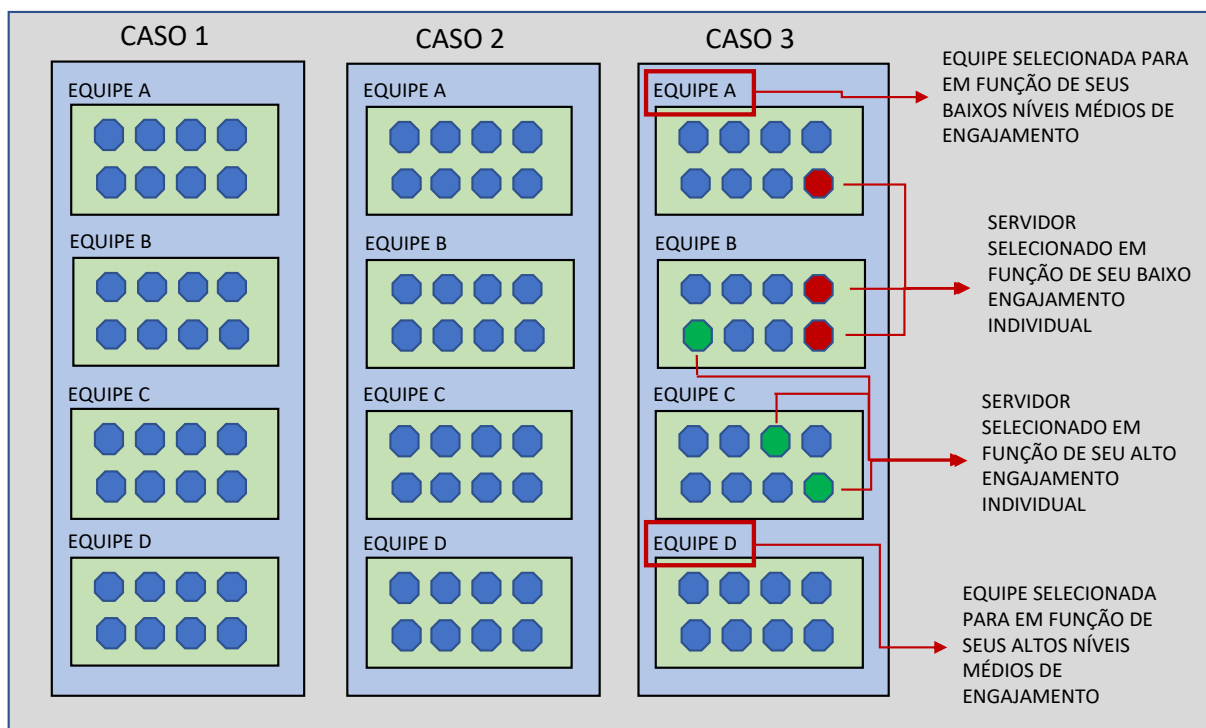 CASO 1
EQUIPE A
EQUIPE B
EQUIPE C
EQUIPE D
CASO 2
EQUIPE A
EQUIPE B
EQUIPE C
EQUIPE D
CASO 3
EQUIPE A
EQUIPE B
EQUIPE C
EQUIPE D
EQUIPE SELECIONADA PARA
EM FUNÇÃO DE SEUS
BAIXOS NÍVEIS MÉDIOS DE
ENGAJAMENTO
SERVIDOR
SELECIONADO EM
FUNÇÃO DE SEU BAIXO
ENGAJAMENTO
INDIVIDUAL
SERVIDOR
SELECIONADO EM
FUNÇÃO DE SEU ALTO
ENGAJAMENTO
INDIVIDUAL
EQUIPE SELECIONADA
PARA EM FUNÇÃO DE
SEUS ALTOS NÍVEIS
MÉDIOS DE
ENGAJAMENTO